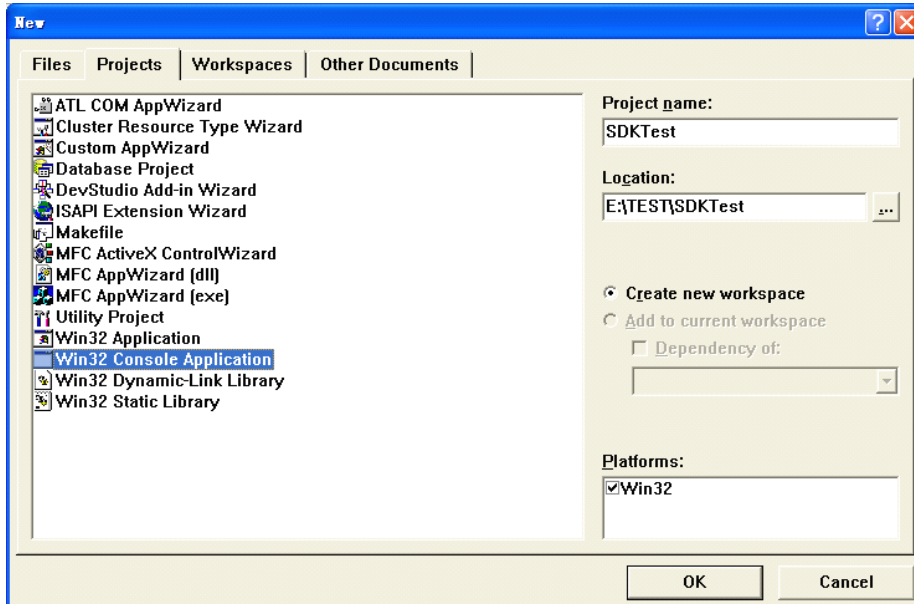 New
Files Projects Workspaces Other Documents
ATL COM AppWizard
Cluster Resource Type Wizard
Custom AppWizard
Database Project
DevStudio Add-in Wizard
ISAPI Extension Wizard
Makefile
MFC ActiveX ControlWizard
MFC AppWizard (dll)
MFC AppWizard (exe)
Utility Project
Win32 Application
Win32 Console Application
Win32 Dynamic-Link Library
Win32 Static Library
Project name:
SDKTest
Location:
E:\TEST\SDKTest
...
Create new workspace
Add to current workspace
Dependency of:
Platforms:
Win32
OK Cancel